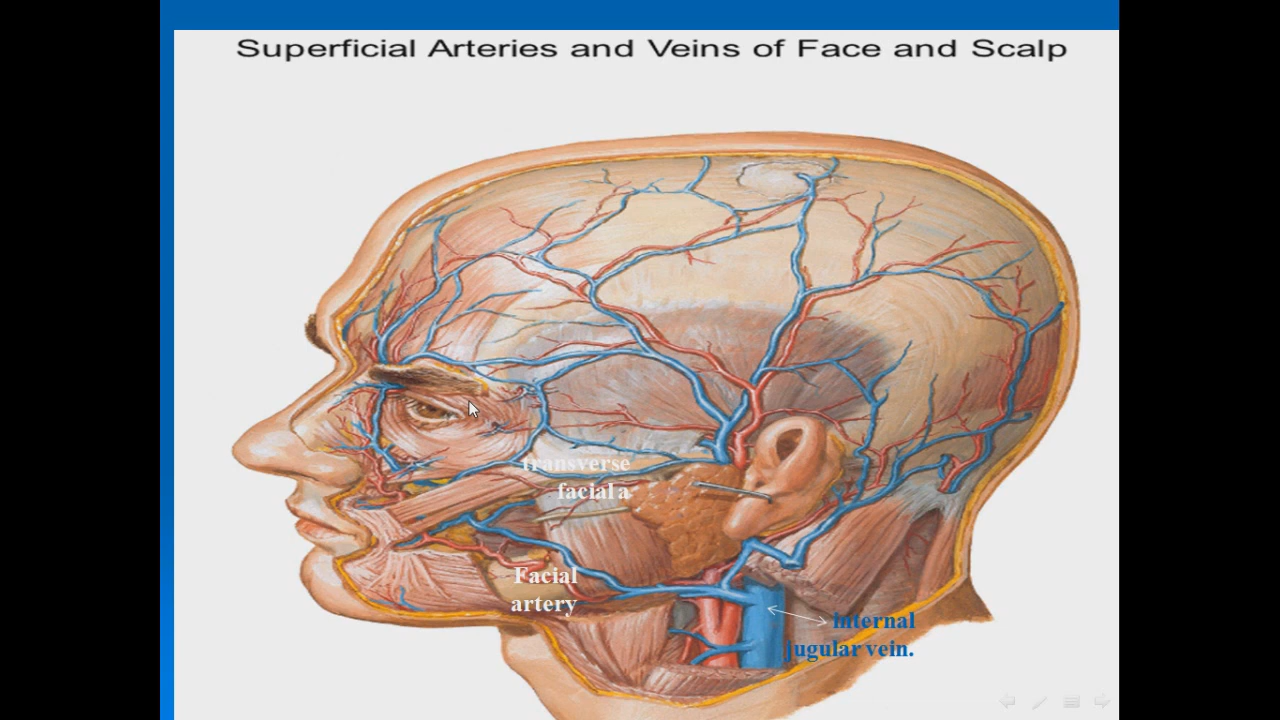 Superficial Arteries and Veins of Face and Scalp
transverse
facial a
Facial
artery
internal
jugular vein.